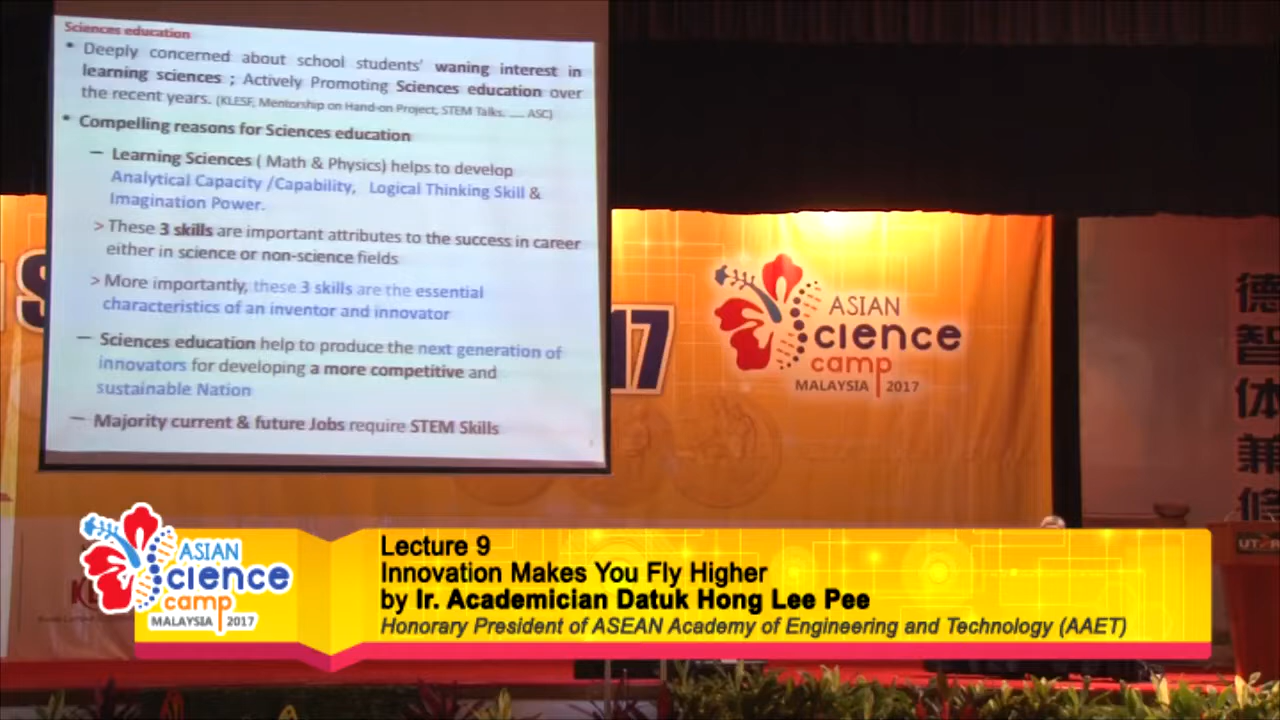 Sciences education
• Deeply concerned about school students' waning interest in
learning sciences ; Actively Promoting Sciences education over
the recent years. (KLESF, Mentorship on Hand-on Project, STEM Talks. .... ASC)
• Compelling reasons for Sciences education
— Learning Sciences ( Math & Physics) helps to develop
Analytical Capacity /Capability, Logical Thinking Skill &
Imagination Power.
> These 3 skills are important attributes to the success in career
either in science or non-science fields
> More importantly, these 3 skills are the essential
characteristics of an inventor and innovator
— Sciences education help to produce the next generation of
innovators for developing a more competitive and
sustainable Nation
— Majority current & future Jobs require STEM Skills
17
ASIAN
Science
camp
MALAYSIA 2017
德
智
体
兼
修
UTAR
ASIAN
Science
camp
MALAYSIA 2017
Lecture 9
Innovation Makes You Fly Higher
by Ir. Academician Datuk Hong Lee Pee
Honorary President of ASEAN Academy of Engineering and Technology (AAET)